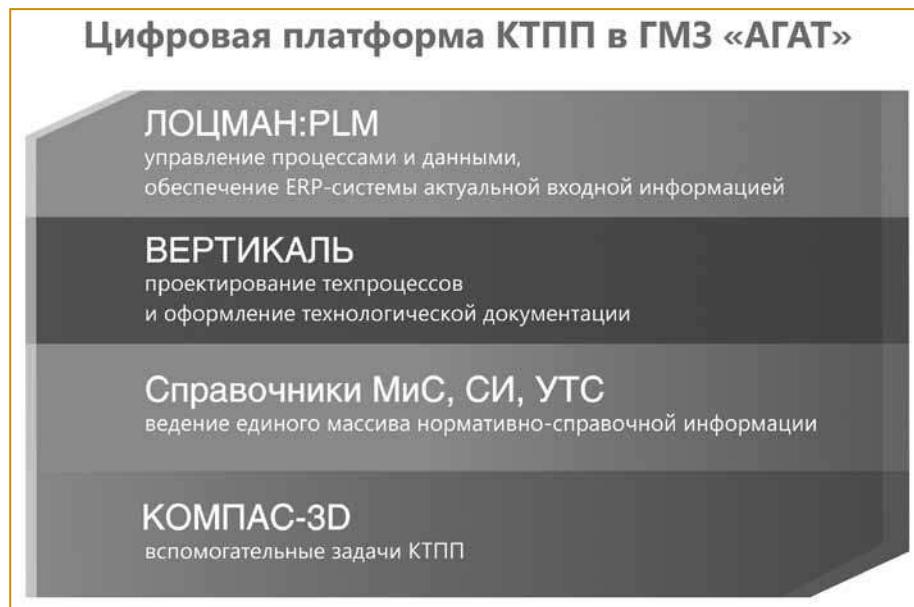 Цифровая платформа КТПП в ГМЗ «АГАТ»
ЛОЦМАН:PLM
управление процессами и данными,
обеспечение ERP-системы актуальной входной информацией
ВЕРТИКАЛЬ
проектирование техпроцессов
и оформление технологической документации
Справочники МиС, СИ, УТС
ведение единого массива нормативно-справочной информации
КОМПАС-3D
вспомогательные задачи КТПП